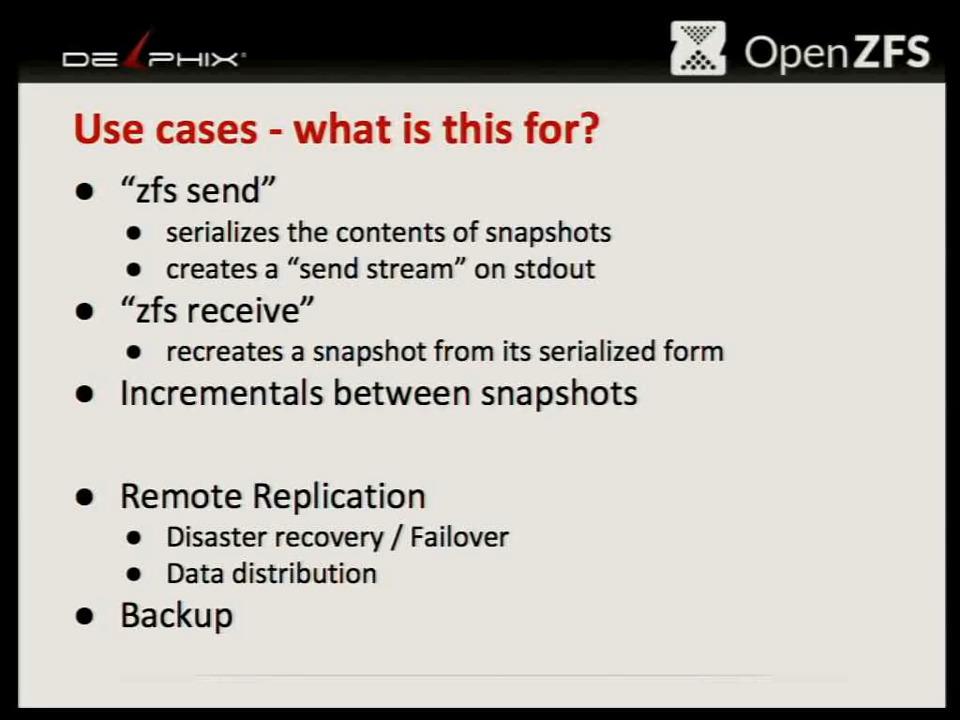 DELPHIX
OpenZFS
Use cases - what is this for?
● “zfs send”
● serializes the contents of snapshots
● creates a “send stream” on stdout
● “zfs receive”
● recreates a snapshot from its serialized form
● Incrementals between snapshots
● Remote Replication
● Disaster recovery / Failover
● Data distribution
● Backup